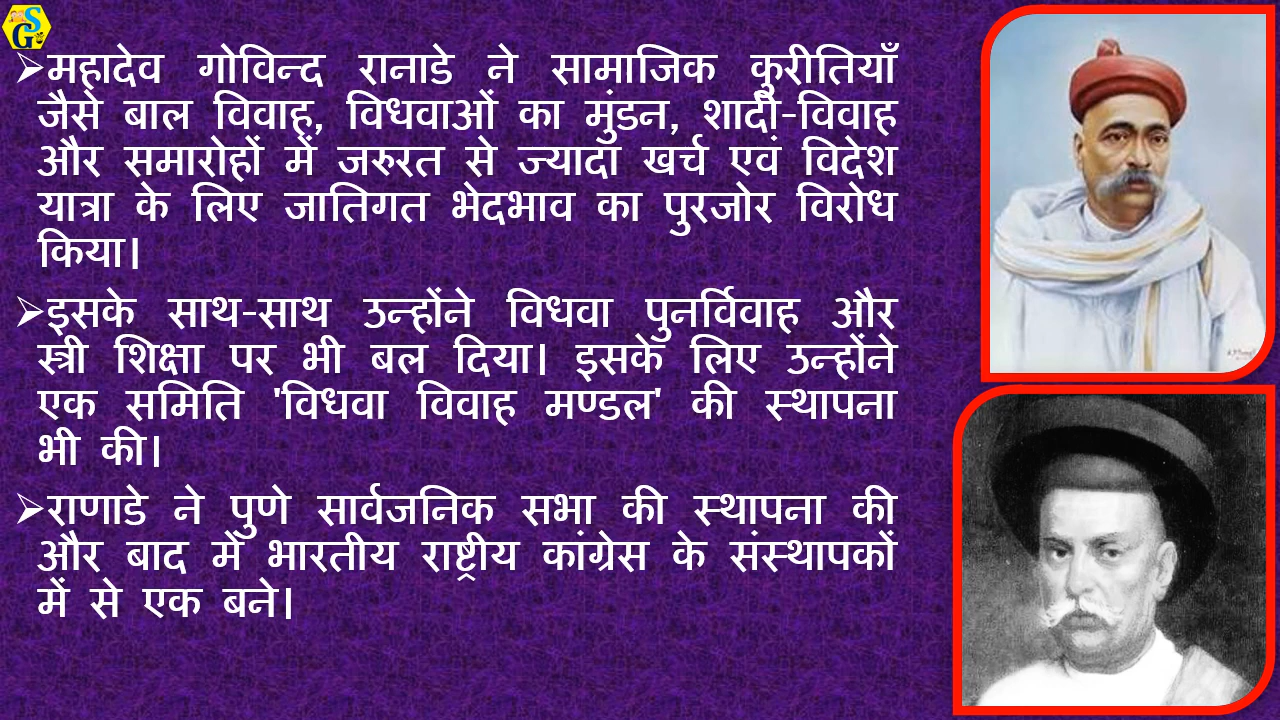 SG
➢महादेव गोविन्द रानाडे ने सामाजिक कुरीतियाँ
जैसे बाल विवाह, विधवाओं का मुंडन, शादी-विवाह
और समारोहों में जरुरत से ज्यादा खर्च एवं विदेश
यात्रा के लिए जातिगत भेदभाव का पुरजोर विरोध
किया।
➢इसके साथ-साथ उन्होंने विधवा पुनर्विवाह और
स्त्री शिक्षा पर भी बल दिया। इसके लिए उन्होंने
एक समिति 'विधवा विवाह मण्डल' की स्थापना
भी की।
➢राणाडे ने पुणे सार्वजनिक सभा की स्थापना की
और बाद में भारतीय राष्ट्रीय कांग्रेस के संस्थापकों
में से एक बने।